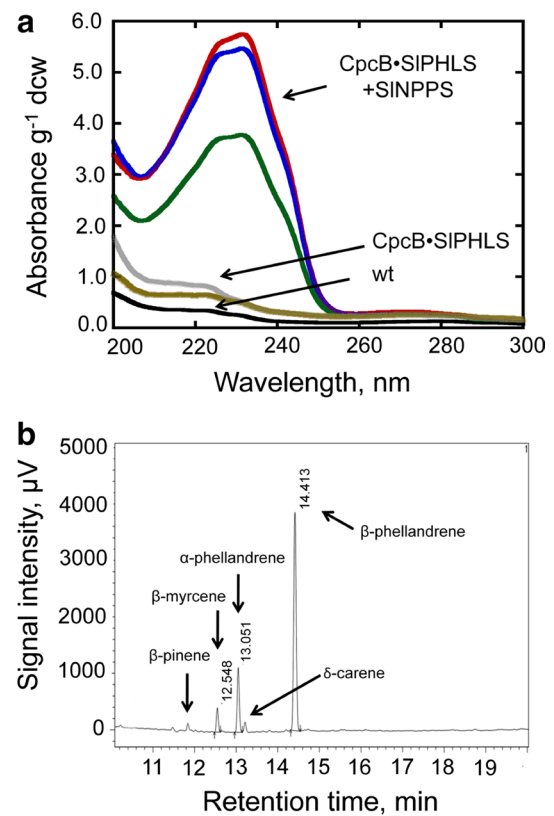 a
Absorbance g-1 dcw
6.0
5.0
4.0
3.0
2.0
1.0
0.0
CpcB•SlPHLS
+SlNPPS
CpcB•SlPHLS
wt
200
220
240
260
280
300
Wavelength, nm
b
Signal intensity, µV
5000
4000
3000
2000
1000
0
1
14.413
β-phellandrene
α-phellandrene
β-myrcene
13.051
β-pinene
12.548
δ-carene
11
12
13
14
15
16
17
18
19
Retention time, min